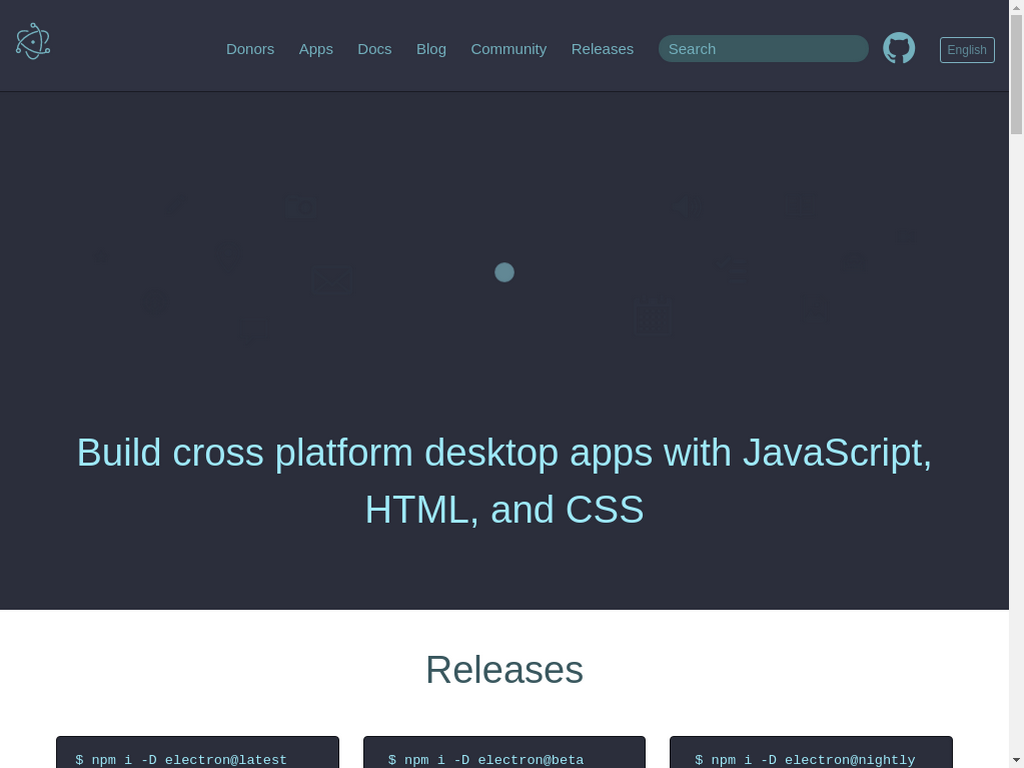 Donors Apps Docs Blog Community Releases Search English
Build cross platform desktop apps with JavaScript,
HTML, and CSS
Releases
$ npm i -D electron@latest
$ npm i -D electron@beta
$ npm i -D electron@nightly